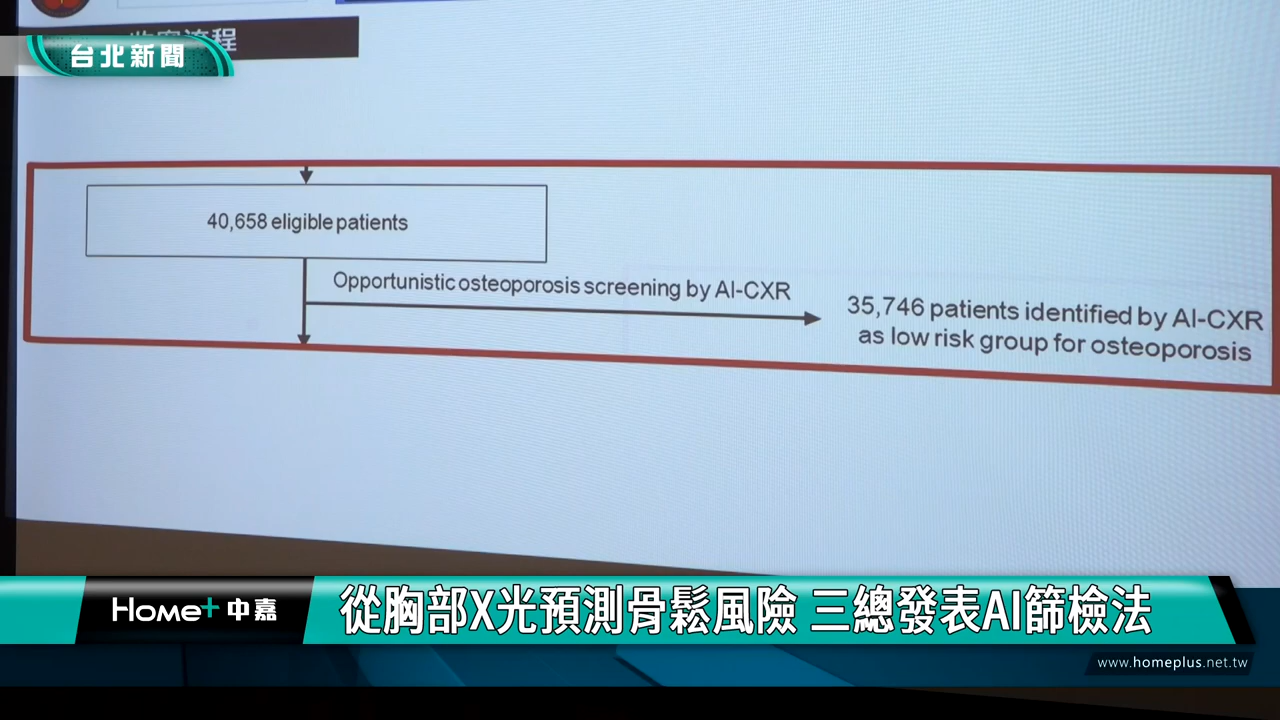 台北新聞
40,658 eligible patients
Opportunistic osteoporosis screening by AI-CXR
35,746 patients identified by AI-CXR
as low risk group for osteoporosis
Home+ 中嘉
從胸部X光預測骨鬆風險 三總發表AI篩檢法
www.homeplus.net.tw